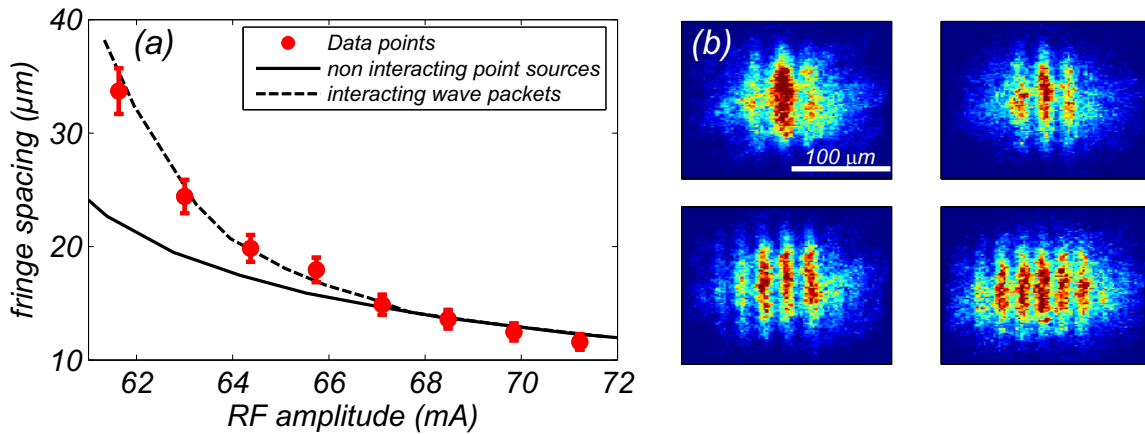 (a)
Data points
non interacting point sources
interacting wave packets
fringe spacing (μm)
40
30
20
10
62 64 66 68 70 72
RF amplitude (mA)
(b)
100 μm